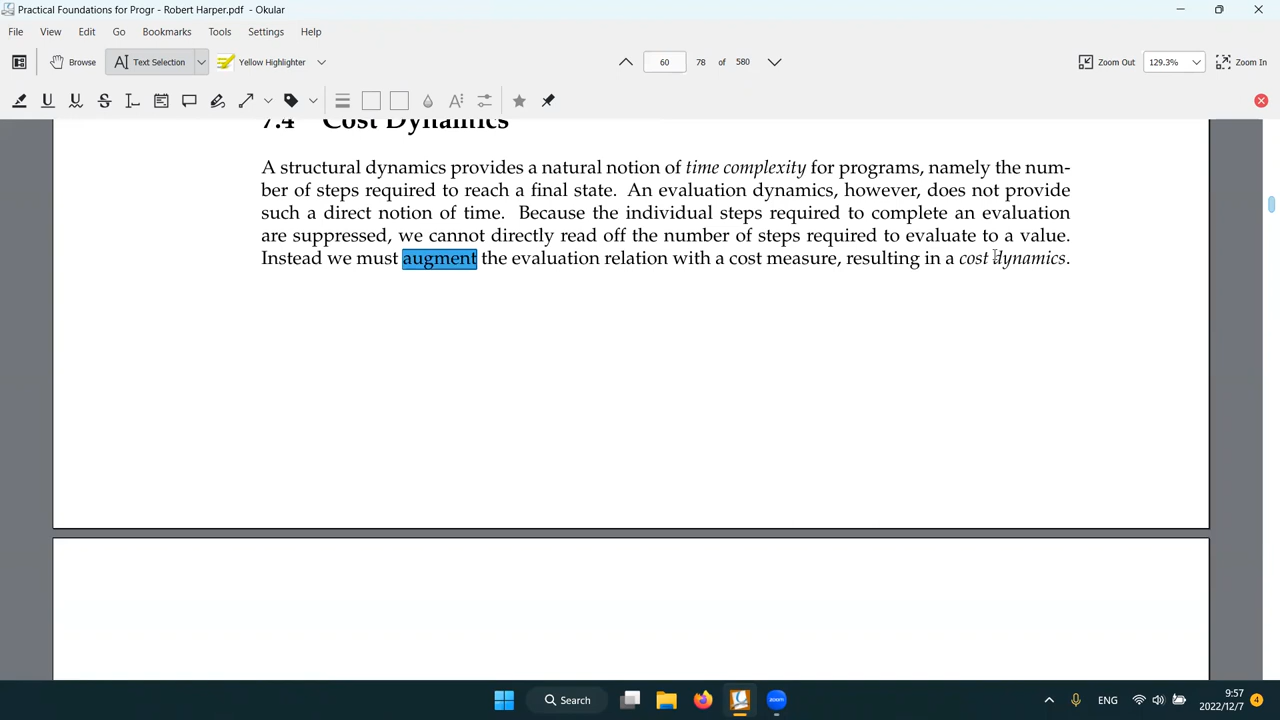 Practical Foundations for Progr - Robert Harper.pdf - Okular
File View Edit Go Bookmarks Tools Settings Help
Browse Text Selection Yellow Highlighter 60 78 of 580 Zoom Out 129.3% Zoom In
7.4 Cost Dynamics
A structural dynamics provides a natural notion of time complexity for programs, namely the num-
ber of steps required to reach a final state. An evaluation dynamics, however, does not provide
such a direct notion of time. Because the individual steps required to complete an evaluation
are suppressed, we cannot directly read off the number of steps required to evaluate to a value.
Instead we must augment the evaluation relation with a cost measure, resulting in a cost dynamics.
Search
zoom
ENG
9:57
2022/12/7
4